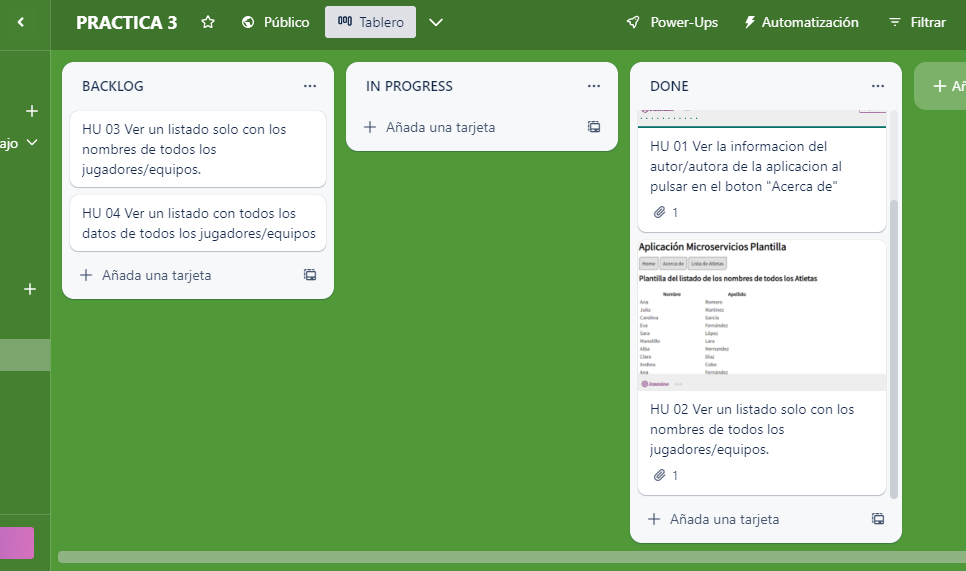 PRACTICA 3
Público
Tablero
Power-Ups
Automatización
Filtrar
ajo
BACKLOG
HU 03 Ver un listado solo con los
nombres de todos los
jugadores/equipos.
HU 04 Ver un listado con todos los
datos de todos los jugadores/equipos
Añada una tarjeta
IN PROGRESS
Añada una tarjeta
DONE
HU 01 Ver la informacion del
autor/autora de la aplicacion al
pulsar en el boton "Acerca de"
1
Aplicación Microservicios Plantilla
Home Acerca de Lista de Atletas
Plantilla del listado de los nombres de todos los Atletas
Nombre Apellido
Ana Romero
Julia Martinez
Carolina García
Eva Fernández
Sara López
Manolilla Lara
Alba Hernandez
Clara Díaz
Andrea Cobo
Ana Fernández
HU 02 Ver un listado solo con los
nombres de todos los
jugadores/equipos.
1
Añada una tarjeta
Añ